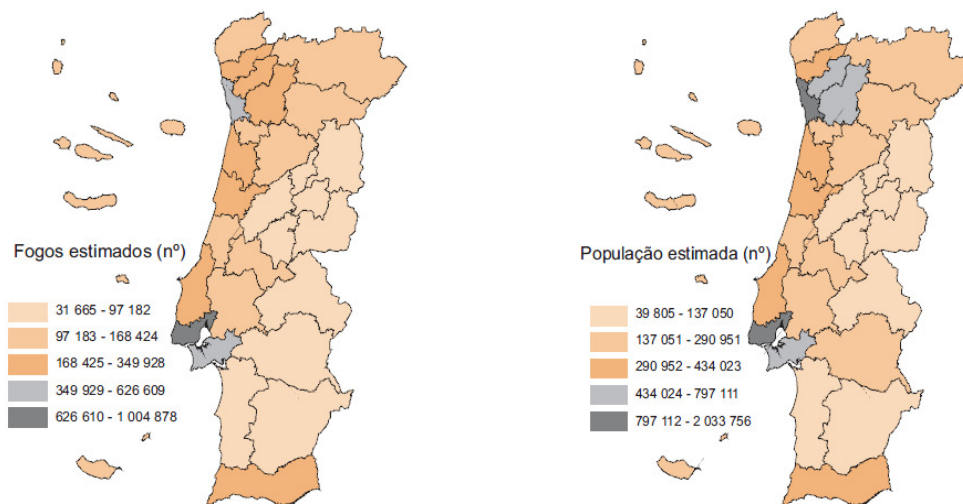 Fogos estimados (nº)
31 665 - 97 182
97 183 - 168 424
168 425 - 349 928
349 929 - 626 609
626 610 - 1 004 878
População estimada (nº)
39 805 - 137 050
137 051 - 290 951
290 952 - 434 023
434 024 - 797 111
797 112 - 2 033 756